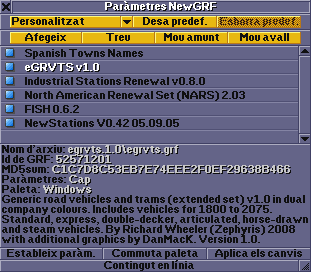 Paràmetres NewGRF
Personalitzat Desa predef. Esborra predef.
Afegeix Treu Mou amunt Mou avall
Spanish Towns Names
eGRVTS v1.0
Industrial Stations Renewal v0.8.0
North American Renewal Set (NARS) 2.03
FISH 0.6.2
NewStations V0.42 05.09.05
Nom d'arxiu: egrvts.1.0\egrvts.grf
Id de GRF: 52571201
MD5sum: C1C7D8C53EB7E74EEE2F0EF29638B466
Paràmetres: Cap
Paleta: Windows
Generic road vehicles and trams (extended set) v1.0 in dual
company colours. Includes vehicles for 1800 to 2075.
Standard, express, double-decker, articulated, horse-drawn
and steam vehicles. By Richard Wheeler (Zephyris) 2008
with additional graphics by DanMacK. Version 1.0.
Estableix paràm. Commuta paleta Aplica els canvis
Contingut en línia